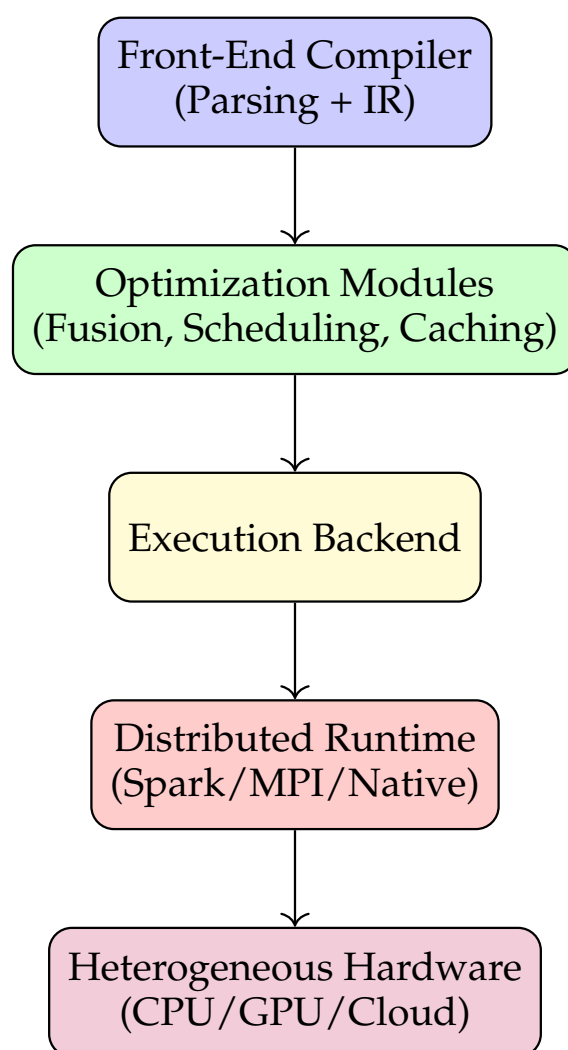 Front-End Compiler
(Parsing + IR)
Optimization Modules
(Fusion, Scheduling, Caching)
Execution Backend
Distributed Runtime
(Spark/MPI/Native)
Heterogeneous Hardware
(CPU/GPU/Cloud)